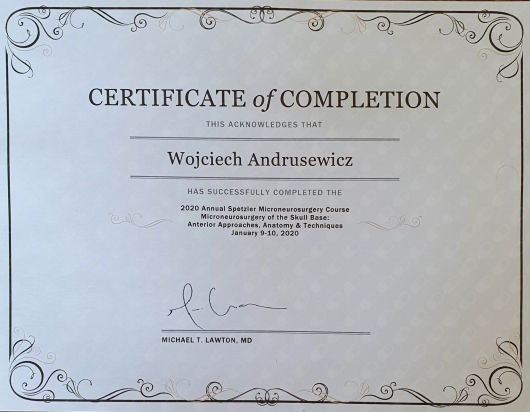 CERTIFICATE of COMPLETION
THIS ACKNOWLEDGES THAT
Wojciech Andrusewicz
HAS SUCCESSFULLY COMPLETED THE
2020 Annual Spetzler Microneurosurgery Course
Microneurosurgery of the Skull Base:
Anterior Approaches, Anatomy & Techniques
January 9-10, 2020
MICHAEL T. LAWTON, MD